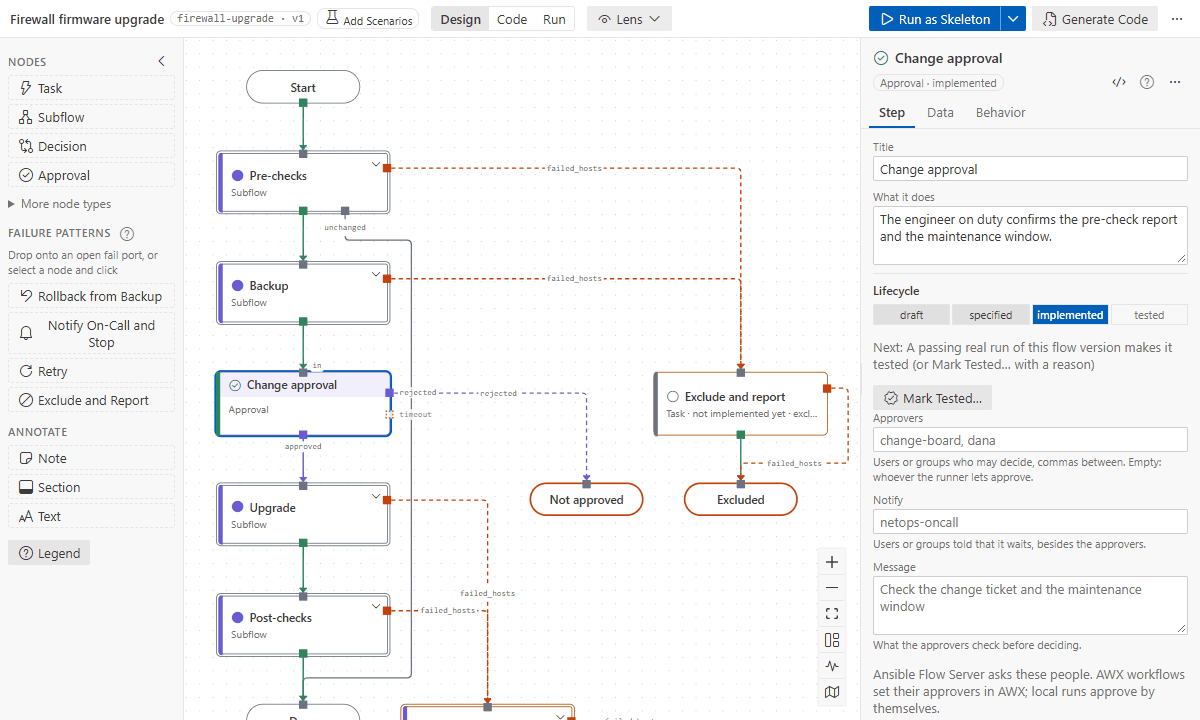 Firewall firmware upgrade
firewall-upgrade · v1
Add Scenarios
Design
Code
Run
Lens
Run as Skeleton
Generate Code
NODES
Task
Subflow
Decision
Approval
More node types
FAILURE PATTERNS
Drop onto an open fail port, or
select a node and click
Rollback from Backup
Notify On-Call and
Stop
Retry
Exclude and Report
ANNOTATE
Note
Section
Text
Legend
Start
Pre-checks
Subflow
failed_hosts
unchanged
Backup
Subflow
failed_hosts
in
Change approval
Approval
rejected
rejected
timeout
approved
Exclude and report
Task · not implemented yet · excl...
failed_hosts
Not approved
Excluded
Upgrade
Subflow
failed_hosts
Post-checks
Subflow
failed_hosts
Change approval
Approval · implemented
Step
Data
Behavior
Title
Change approval
What it does
The engineer on duty confirms the pre-check report
and the maintenance window.
Lifecycle
draft
specified
implemented
tested
Next: A passing real run of this flow version makes it
tested (or Mark Tested... with a reason)
Mark Tested...
Approvers
change-board, dana
Users or groups who may decide, commas between. Empty:
whoever the runner lets approve.
Notify
netops-oncall
Users or groups told that it waits, besides the approvers.
Message
Check the change ticket and the maintenance
window
What the approvers check before deciding.
Ansible Flow Server asks these people. AWX workflows
set their approvers in AWX; local runs approve by
themselves.